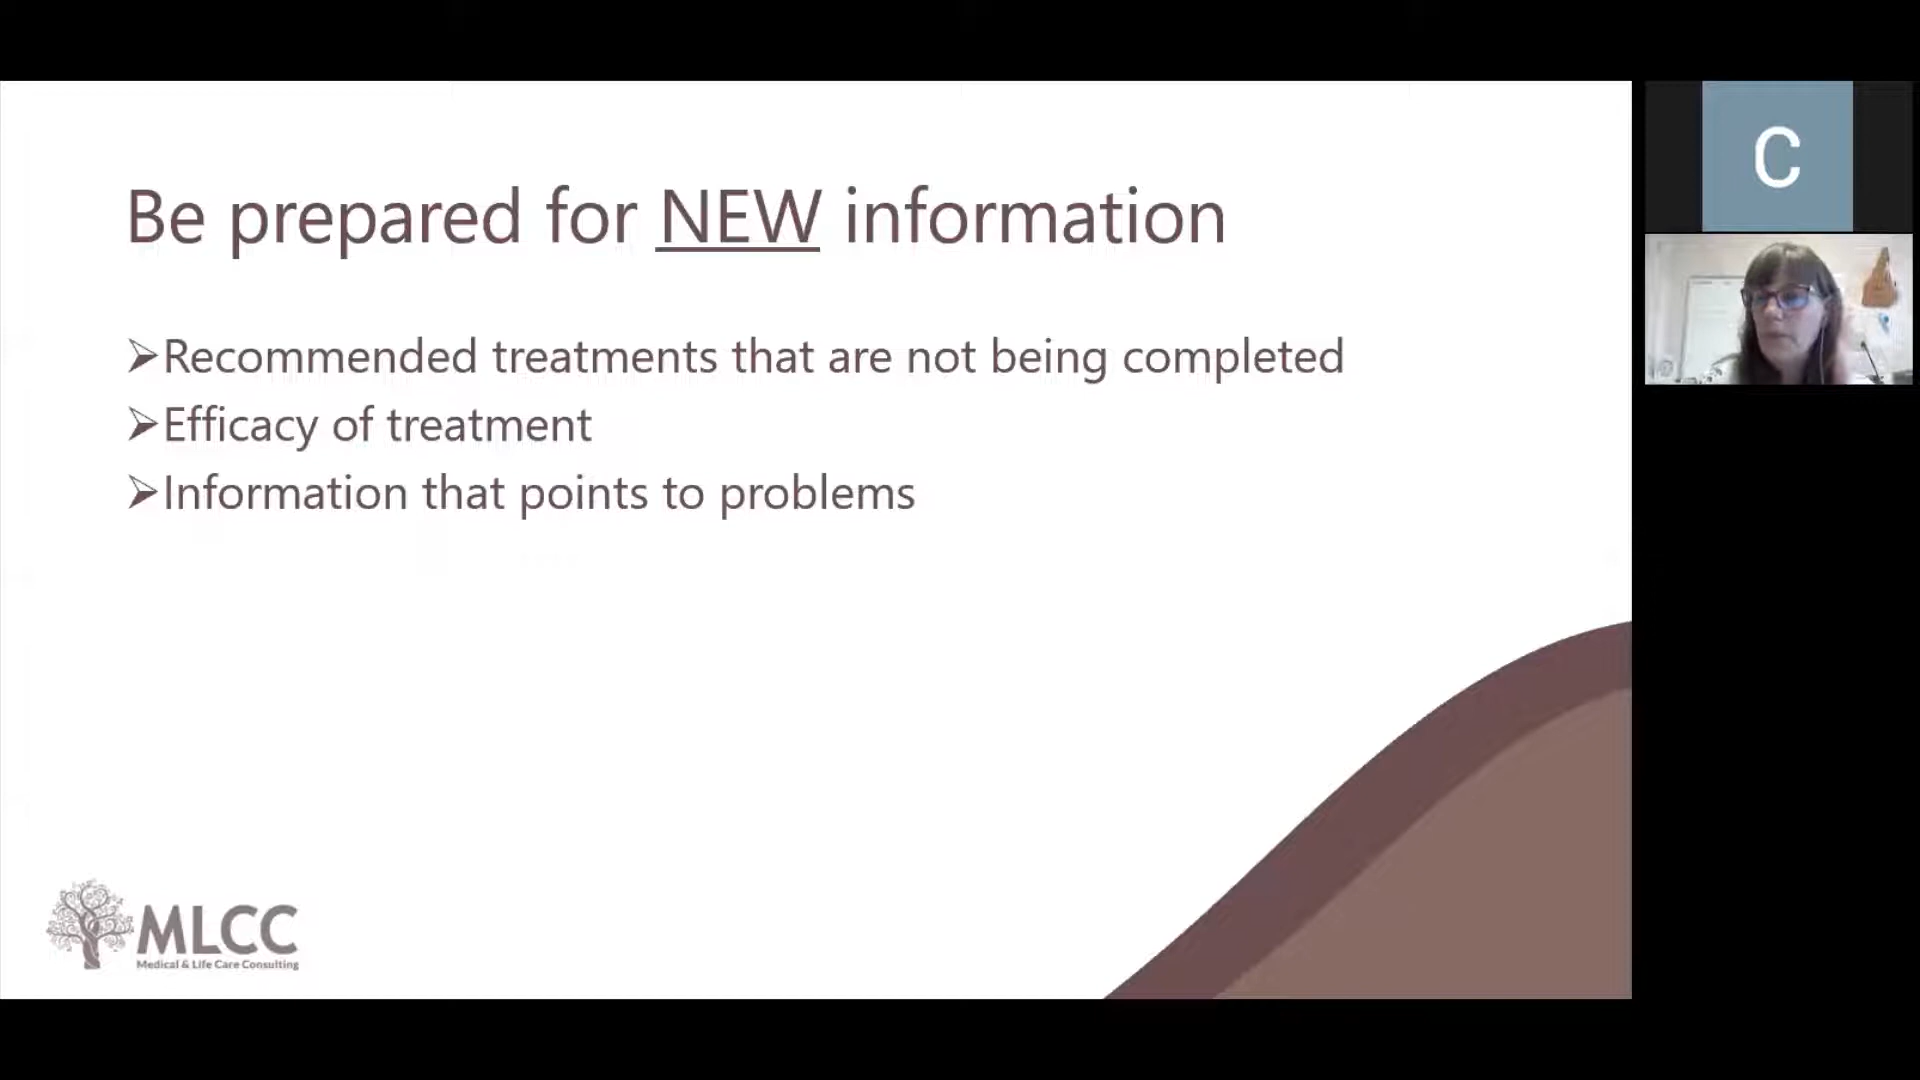 Be prepared for NEW information
➢Recommended treatments that are not being completed
➢Efficacy of treatment
➢Information that points to problems
MLCC
Medical & Life Care Consulting
C